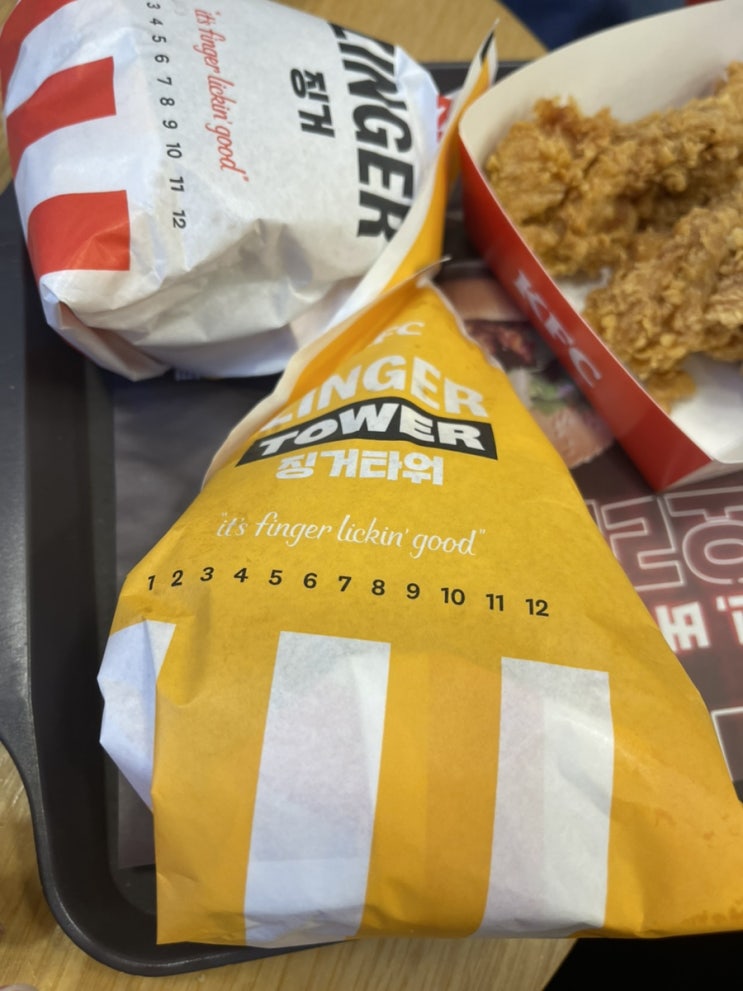 ZINGER
징거
"it's finger lickin' good"
3 4 5 6 7 8 9 10 11 12
KFC
KFC
ZINGER
TOWER
징거타워
"it's finger lickin' good"
1 2 3 4 5 6 7 8 9 10 11 12